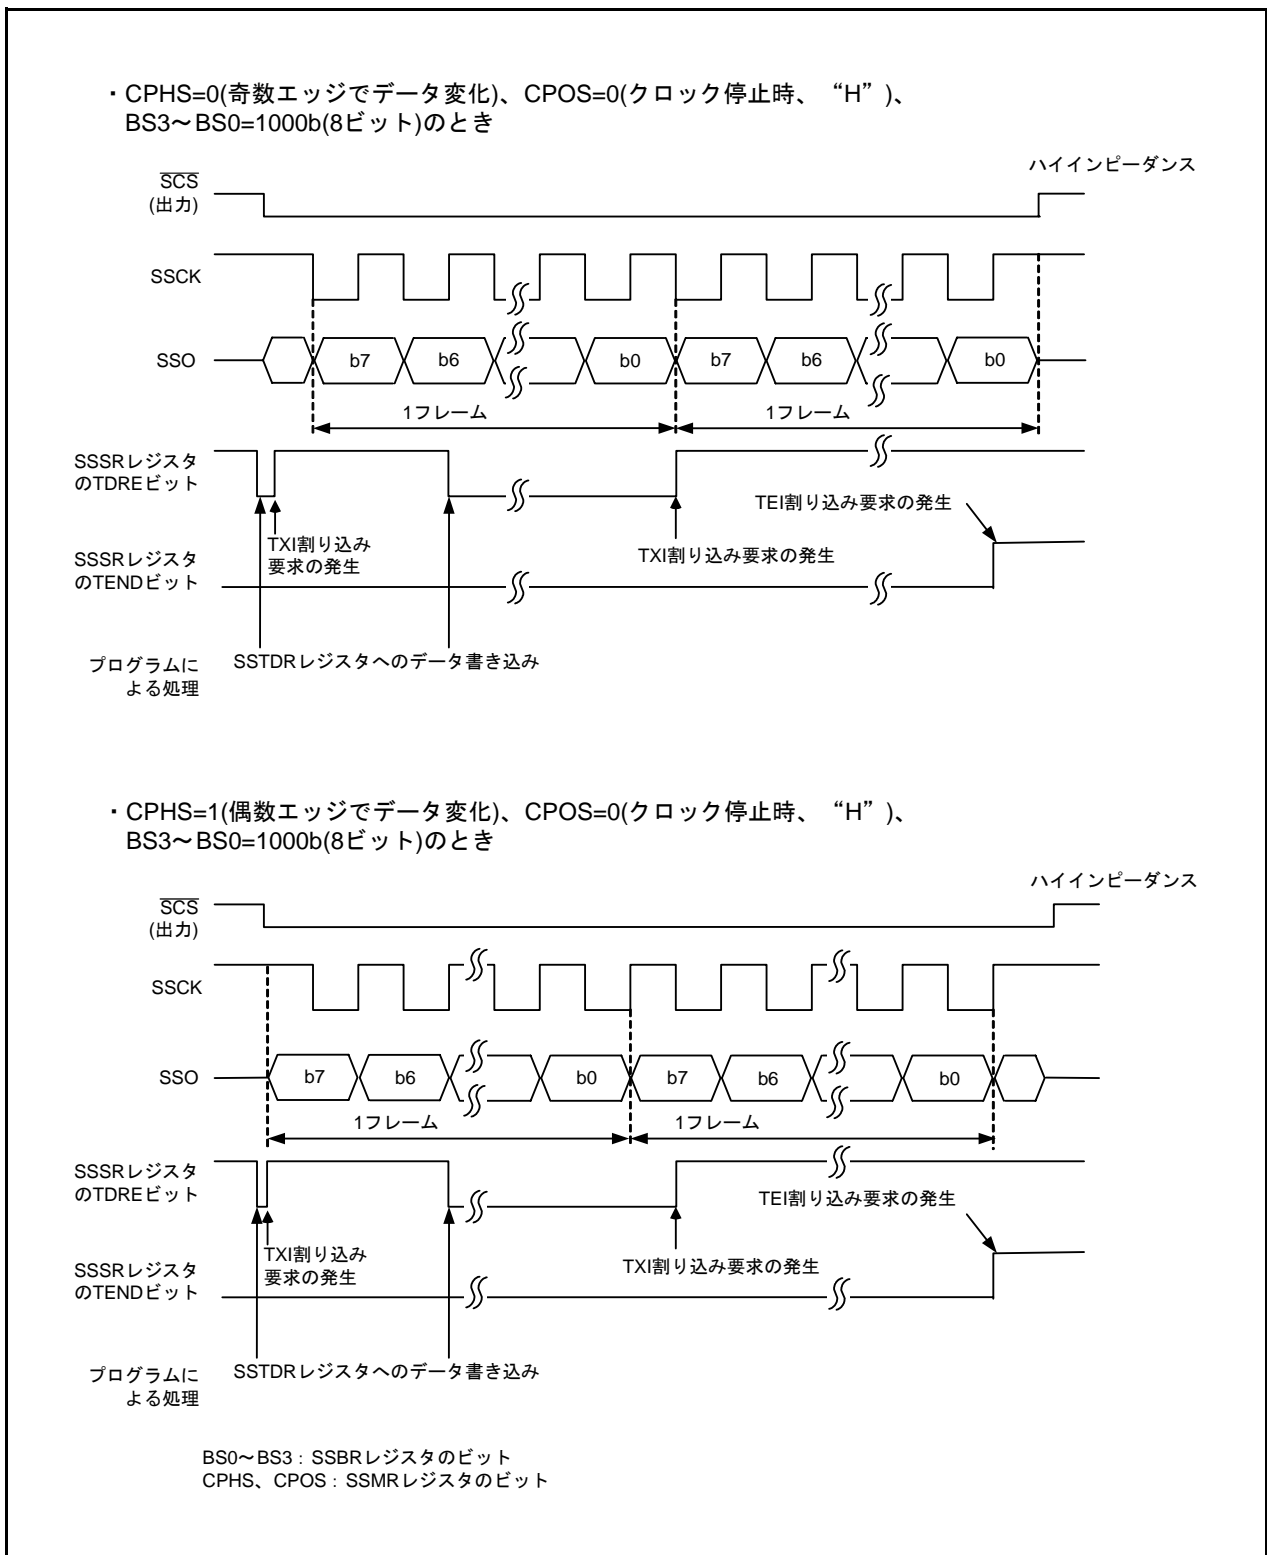 ・CPHS=0(奇数エッジでデータ変化)、CPOS=0(クロック停止時、“H”)、
BS3～BS0=1000b(8ビット)のとき
ハイインピーダンス
SCS
(出力)
SSCK
SSO
b7
b6
b0
b7
b6
b0
1フレーム
1フレーム
SSSRレジスタ
のTDREビット
TEI割り込み要求の発生
TXI割り込み
要求の発生
TXI割り込み要求の発生
SSSRレジスタ
のTENDビット
プログラムに
よる処理
SSTDRレジスタへのデータ書き込み
・CPHS=1(偶数エッジでデータ変化)、CPOS=0(クロック停止時、“H”)、
BS3～BS0=1000b(8ビット)のとき
ハイインピーダンス
SCS
(出力)
SSCK
SSO
b7
b6
b0
b7
b6
b0
1フレーム
1フレーム
SSSRレジスタ
のTDREビット
TEI割り込み要求の発生
TXI割り込み
要求の発生
TXI割り込み要求の発生
SSSRレジスタ
のTENDビット
プログラムに
よる処理
SSTDRレジスタへのデータ書き込み
BS0～BS3：SSBRレジスタのビット
CPHS、CPOS：SSMRレジスタのビット